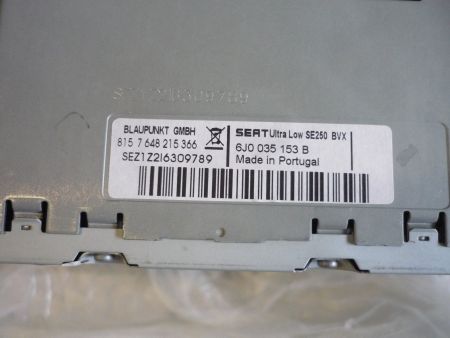 SEZ1Z2I6309789
BLAUPUNKT GMBH
815 7 648 215 366
SEZ1Z2I6309789
SEAT Ultra Low SE250 BVX
6J0 035 153 B
Made in Portugal